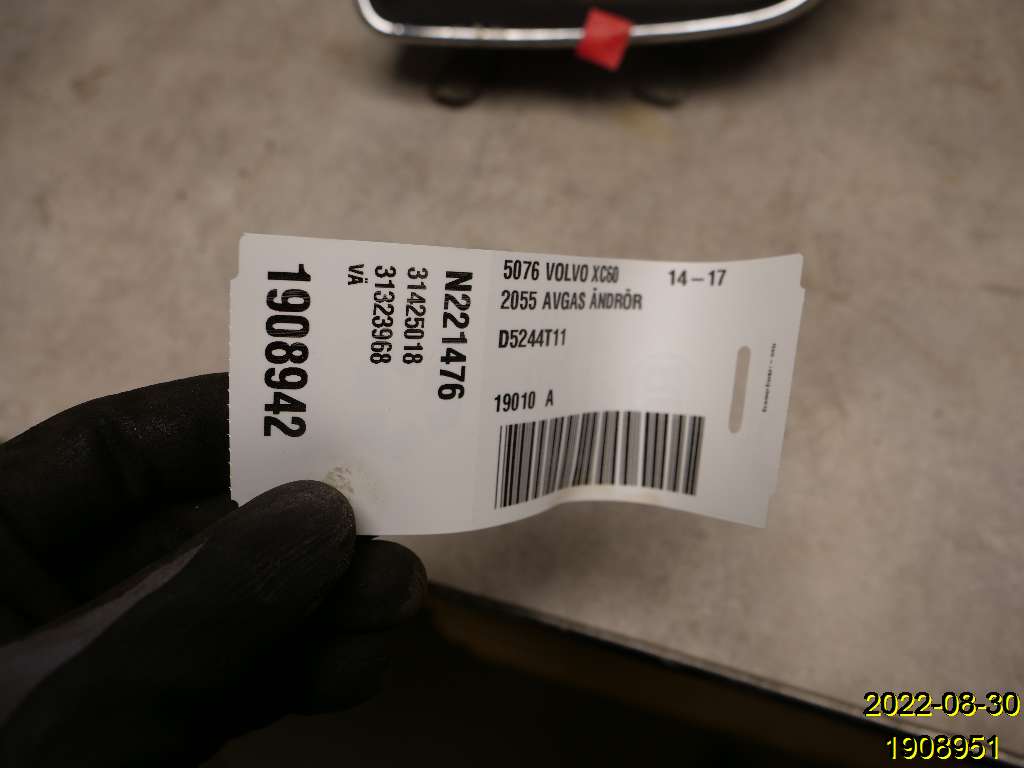 5076 VOLVO XC60 14-17
2055 AVGAS ÄNDRÖR
D5244T11
19010 A
N221476
31425018
31323968
VÄ
1908942
2022-08-30
1908951